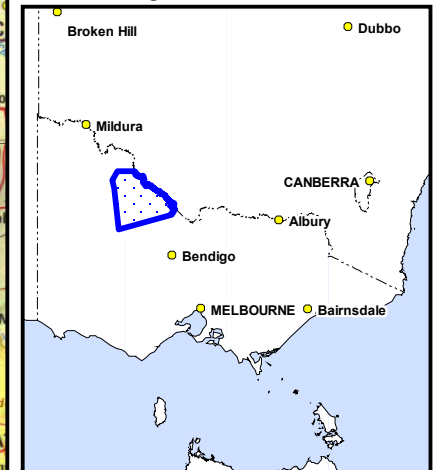 Broken Hill
Dubbo
Mildura
CANBERRA
Albury
Bendigo
MELBOURNE
Bairnsdale